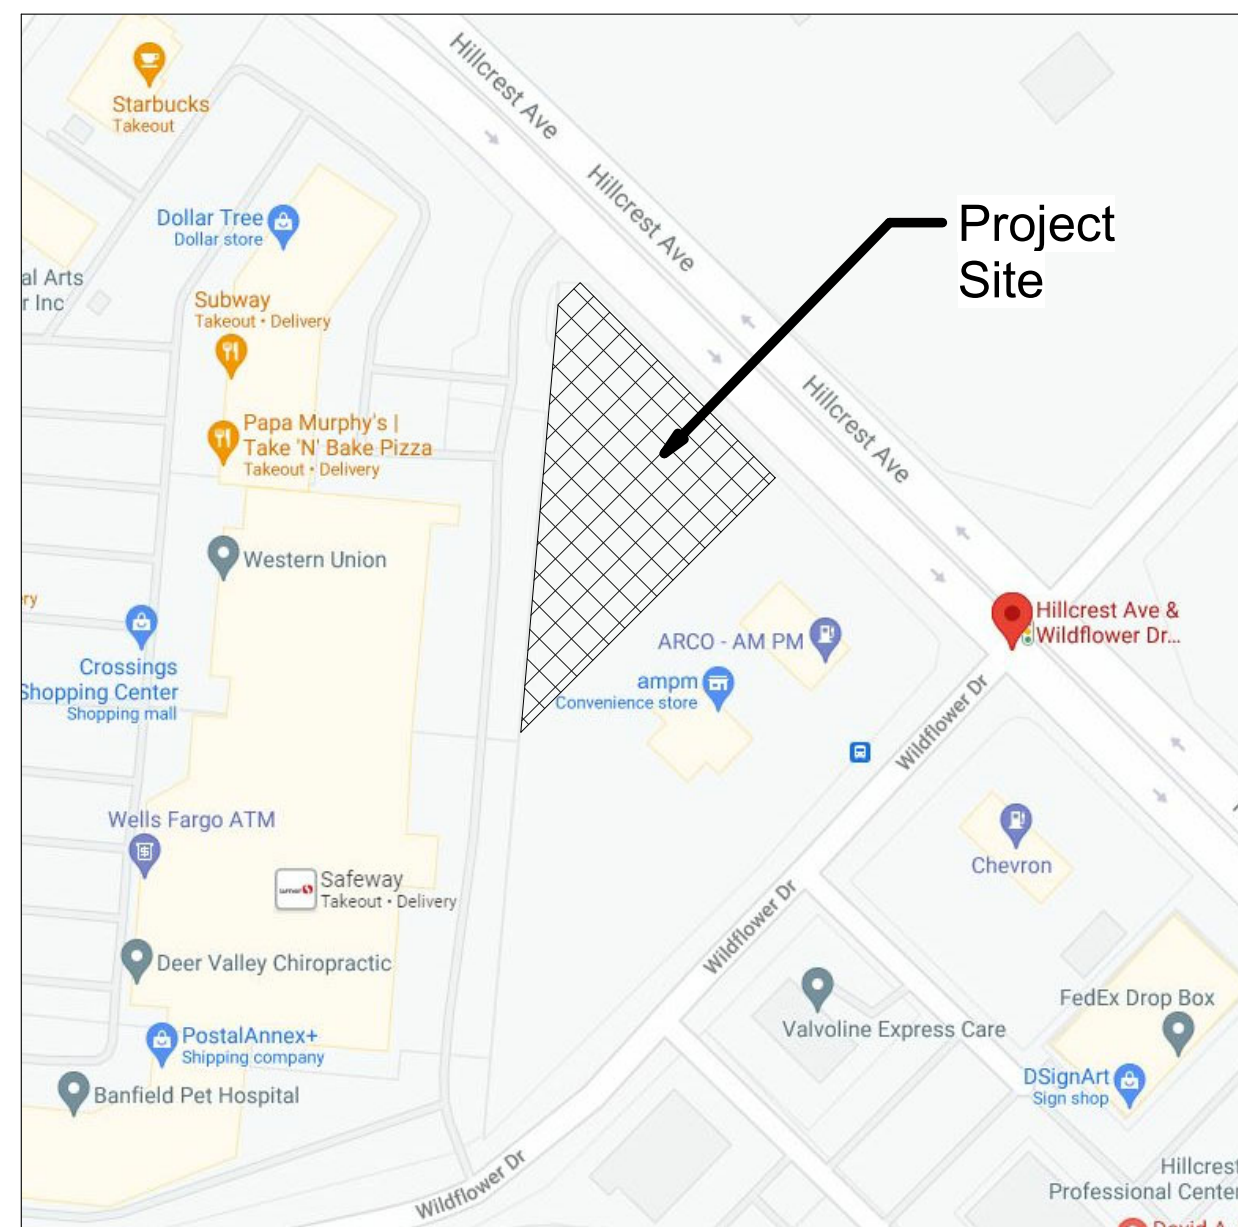 Hillcrest Ave
Starbucks
Takeout
Hillcrest Ave
Project
Site
Dollar Tree
Dollar store
al Arts
r Inc
Subway
Takeout • Delivery
Hillcrest Ave
Papa Murphy's |
Take 'N' Bake Pizza
Takeout • Delivery
Western Union
ry
Hillcrest Ave &
Wildflower Dr...
ARCO - AM PM
Crossings
Shopping Center
Shopping mall
ampm
Convenience store
Wildflower Dr
Wells Fargo ATM
Chevron
Safeway
Takeout • Delivery
Wildflower Dr
Deer Valley Chiropractic
FedEx Drop Box
Valvoline Express Care
PostalAnnex+
Shipping company
DSignArt
Sign shop
Banfield Pet Hospital
Wildflower Dr
Hillcrest
Professional Center
David A